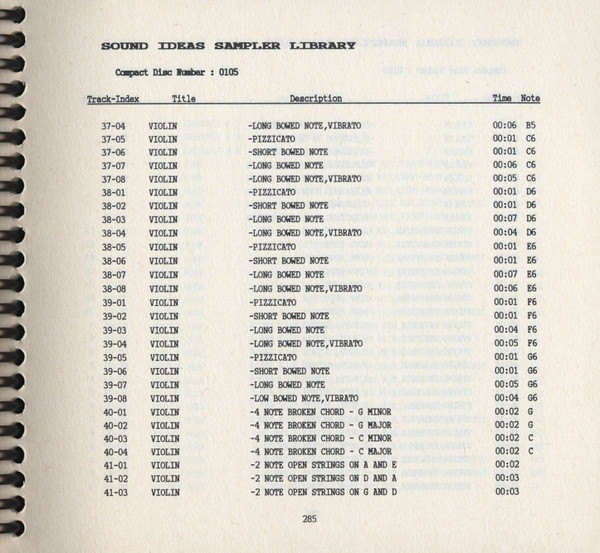 SOUND IDEAS SAMPLER LIBRARY
Compact Disc Number : 0105
Track-Index Title Description Time Note
37-04 VIOLIN -LONG BOWED NOTE,VIBRATO 00:06 B5
37-05 VIOLIN -PIZZICATO 00:01 C6
37-06 VIOLIN -SHORT BOWED NOTE 00:01 C6
37-07 VIOLIN -LONG BOWED NOTE 00:06 C6
37-08 VIOLIN -LONG BOWED NOTE,VIBRATO 00:05 C6
38-01 VIOLIN -PIZZICATO 00:01 D6
38-02 VIOLIN -SHORT BOWED NOTE 00:01 D6
38-03 VIOLIN -LONG BOWED NOTE 00:07 D6
38-04 VIOLIN -LONG BOWED NOTE,VIBRATO 00:04 D6
38-05 VIOLIN -PIZZICATO 00:01 E6
38-06 VIOLIN -SHORT BOWED NOTE 00:01 E6
38-07 VIOLIN -LONG BOWED NOTE 00:07 E6
38-08 VIOLIN -LONG BOWED NOTE,VIBRATO 00:06 E6
39-01 VIOLIN -PIZZICATO 00:01 F6
39-02 VIOLIN -SHORT BOWED NOTE 00:01 F6
39-03 VIOLIN -LONG BOWED NOTE 00:04 F6
39-04 VIOLIN -LONG BOWED NOTE,VIBRATO 00:05 F6
39-05 VIOLIN -PIZZICATO 00:01 G6
39-06 VIOLIN -SHORT BOWED NOTE 00:01 G6
39-07 VIOLIN -LONG BOWED NOTE 00:05 G6
39-08 VIOLIN -LOW BOWED NOTE,VIBRATO 00:04 G6
40-01 VIOLIN -4 NOTE BROKEN CHORD - G MINOR 00:02 G
40-02 VIOLIN -4 NOTE BROKEN CHORD - G MAJOR 00:02 G
40-03 VIOLIN -4 NOTE BROKEN CHORD - C MINOR 00:02 C
40-04 VIOLIN -4 NOTE BROKEN CHORD - C MAJOR 00:02 C
41-01 VIOLIN -2 NOTE OPEN STRINGS ON A AND E 00:02
41-02 VIOLIN -2 NOTE OPEN STRINGS ON D AND A 00:03
41-03 VIOLIN -2 NOTE OPEN STRINGS ON G AND D 00:03
285